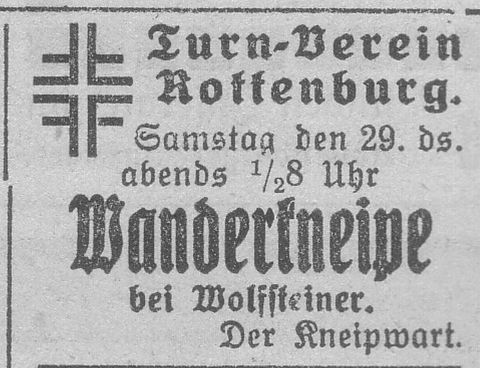 Turn-Verein
Rottenburg.
Samstag den 29. ds.
abends 1/28 Uhr
Wanderkneipe
bei Wolfsteiner.
Der Kneipwart.